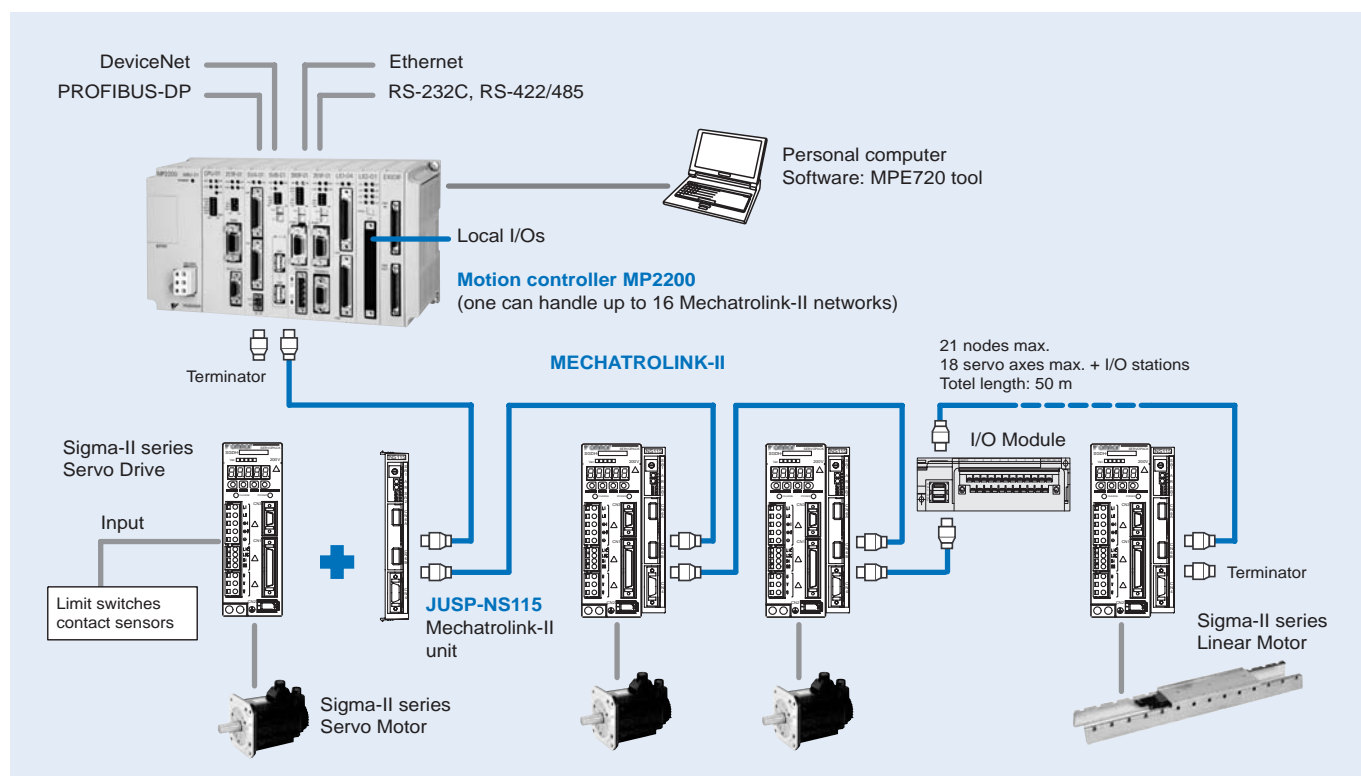 DeviceNet
PROFIBUS-DP
Ethernet
RS-232C, RS-422/485
MP2200
CPU-01
Personal computer
Software: MPE720 tool
Local I/Os
Motion controller MP2200
(one can handle up to 16 Mechatrolink-II networks)
Terminator
MECHATROLINK-II
21 nodes max.
18 servo axes max. + I/O stations
Totel length: 50 m
I/O Module
Sigma-II series
Servo Drive
Input
Limit switches
contact sensors
JUSP-NS115
Mechatrolink-II
unit
Terminator
Sigma-II series
Linear Motor
Sigma-II series
Servo Motor